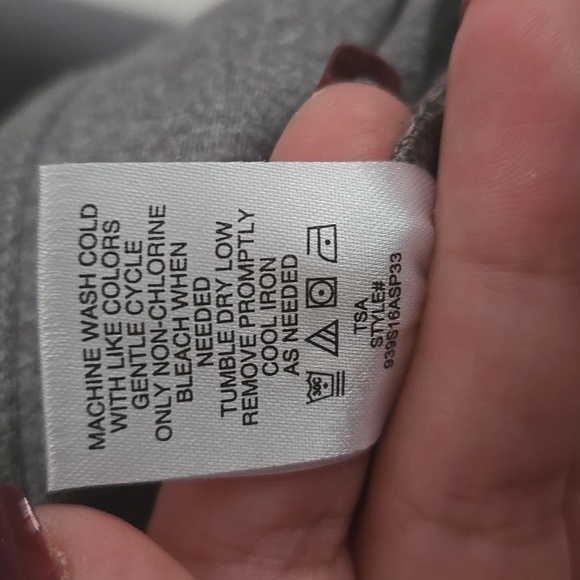 MACHINE WASH COLD
WITH LIKE COLORS
GENTLE CYCLE
ONLY NON-CHLORINE
BLEACH WHEN
NEEDED
TUMBLE DRY LOW
REMOVE PROMPTLY
COOL IRON
AS NEEDED
30C
TSA
STYLE#
939S16ASP33